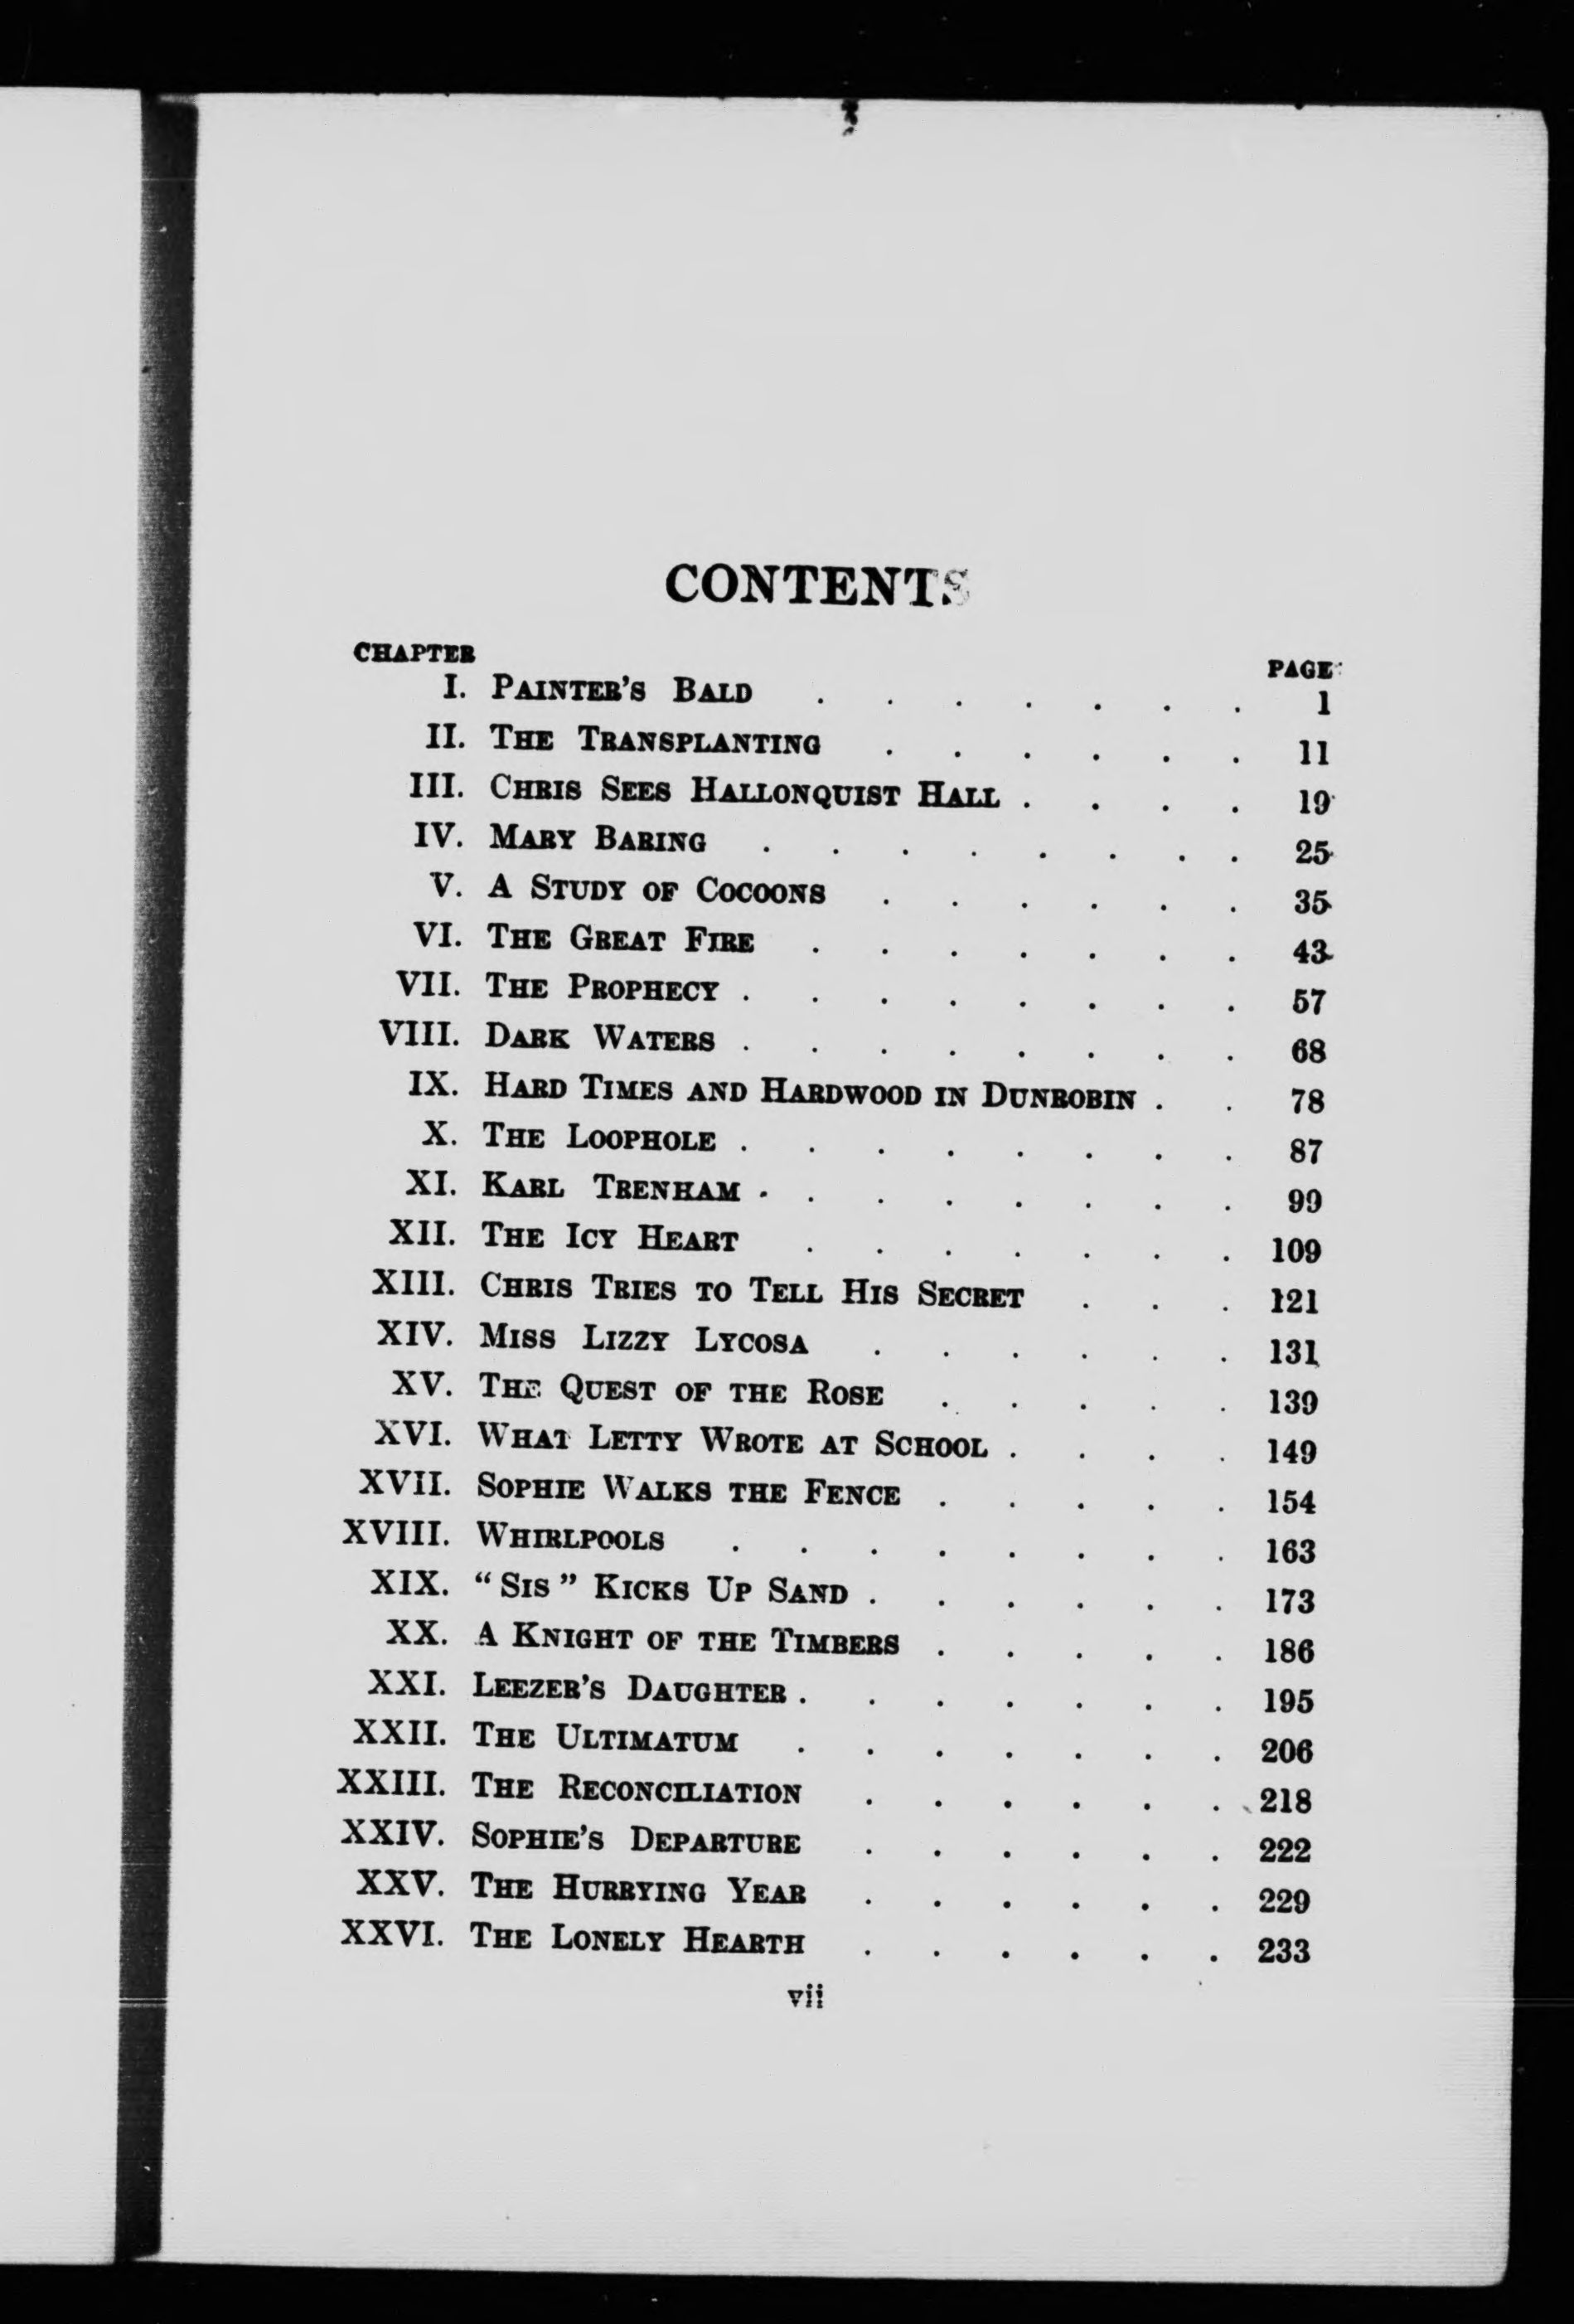 CONTENTS
CHAPTER PAGE
I. PAINTER'S BALD . . . . . . . 1
II. THE TRANSPLANTING . . . . . . 11
III. CHRIS SEES HALLONQUIST HALL . . . . 19
IV. MARY BARING . . . . . . . . 25
V. A STUDY OF COCOONS . . . . . . 35
VI. THE GREAT FIRE . . . . . . . 43
VII. THE PROPHECY . . . . . . . . 57
VIII. DARK WATERS . . . . . . . . 68
IX. HARD TIMES AND HARDWOOD IN DUNROBIN . . 78
X. THE LOOPHOLE . . . . . . . . 87
XI. KARL TRENHAM . . . . . . . . 99
XII. THE ICY HEART . . . . . . . 109
XIII. CHRIS TRIES TO TELL HIS SECRET . . . 121
XIV. MISS LIZZY LYCOSA . . . . . . 131
XV. THE QUEST OF THE ROSE . . . . . 139
XVI. WHAT LETTY WROTE AT SCHOOL . . . . 149
XVII. SOPHIE WALKS THE FENCE . . . . . 154
XVIII. WHIRLPOOLS . . . . . . . . 163
XIX. "SIS" KICKS UP SAND . . . . . . 173
XX. A KNIGHT OF THE TIMBERS . . . . . 186
XXI. LEEZER'S DAUGHTER . . . . . . . 195
XXII. THE ULTIMATUM . . . . . . . 206
XXIII. THE RECONCILIATION . . . . . . 218
XXIV. SOPHIE'S DEPARTURE . . . . . . 222
XXV. THE HURRYING YEAR . . . . . . 229
XXVI. THE LONELY HEARTH . . . . . . 233
vii